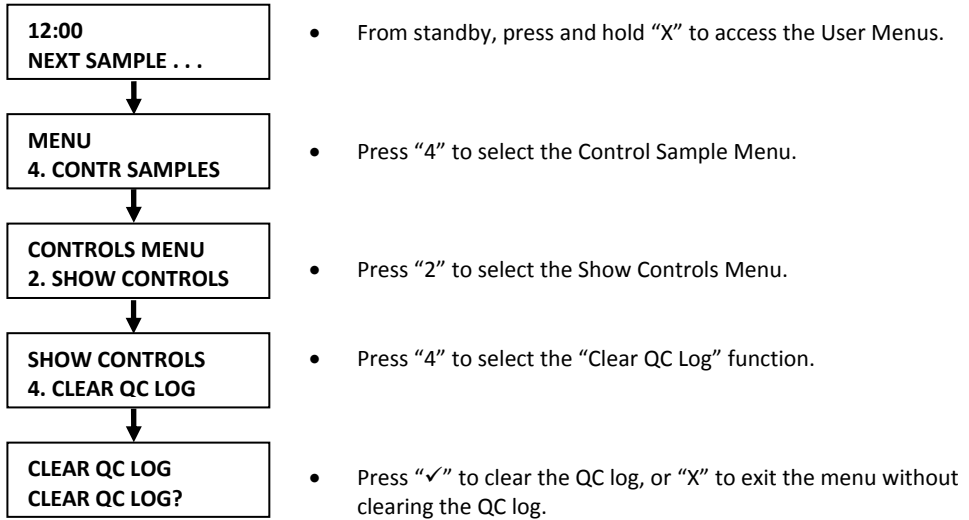 12:00
NEXT SAMPLE . . .
• From standby, press and hold “X” to access the User Menus.
MENU
4. CONTR SAMPLES
• Press “4” to select the Control Sample Menu.
CONTROLS MENU
2. SHOW CONTROLS
• Press “2” to select the Show Controls Menu.
SHOW CONTROLS
4. CLEAR QC LOG
• Press “4” to select the “Clear QC Log” function.
CLEAR QC LOG
CLEAR QC LOG?
• Press “✓” to clear the QC log, or “X” to exit the menu without
clearing the QC log.